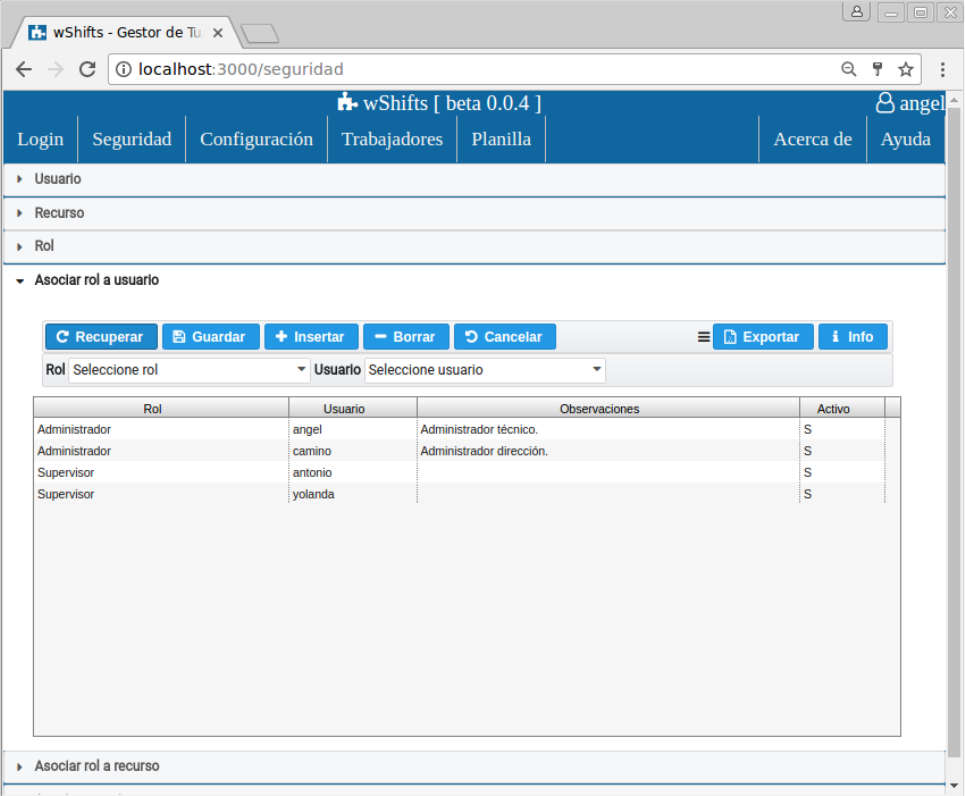 wShifts - Gestor de Tu
localhost:3000/seguridad
wShifts [ beta 0.0.4 ] angel
Login Seguridad Configuración Trabajadores Planilla Acerca de Ayuda
Usuario
Recurso
Rol
Asociar rol a usuario
Recuperar Guardar Insertar Borrar Cancelar Exportar Info
Rol Seleccione rol Usuario Seleccione usuario
Rol Usuario Observaciones Activo
Administrador angel Administrador técnico. S
Administrador camino Administrador dirección. S
Supervisor antonio S
Supervisor yolanda S
Asociar rol a recurso